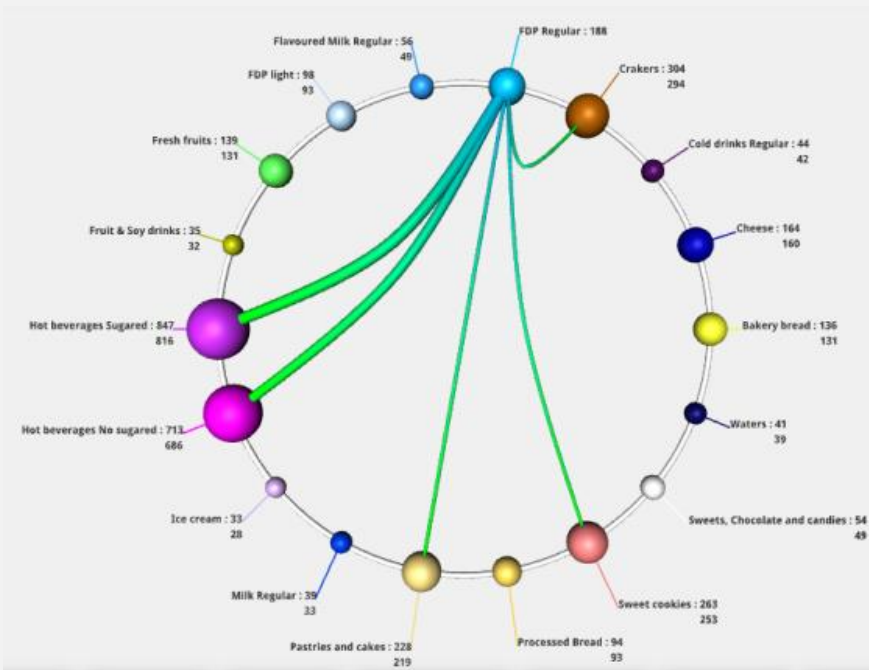 FDP Regular : 188
Flavoured Milk Regular : 56
49
Crakers : 304
294
FDP light : 98
93
Fresh fruits : 139
131
Cold drinks Regular : 44
42
Fruit & Soy drinks : 35
32
Cheese : 164
160
Hot beverages Sugared : 847
816
Bakery bread : 136
131
Hot beverages No sugared : 713
686
Waters : 41
39
Ice cream : 33
28
Sweets, Chocolate and candies : 54
49
Milk Regular : 39
33
Sweet cookies : 263
253
Pastries and cakes : 228
219
Processed Bread : 94
93